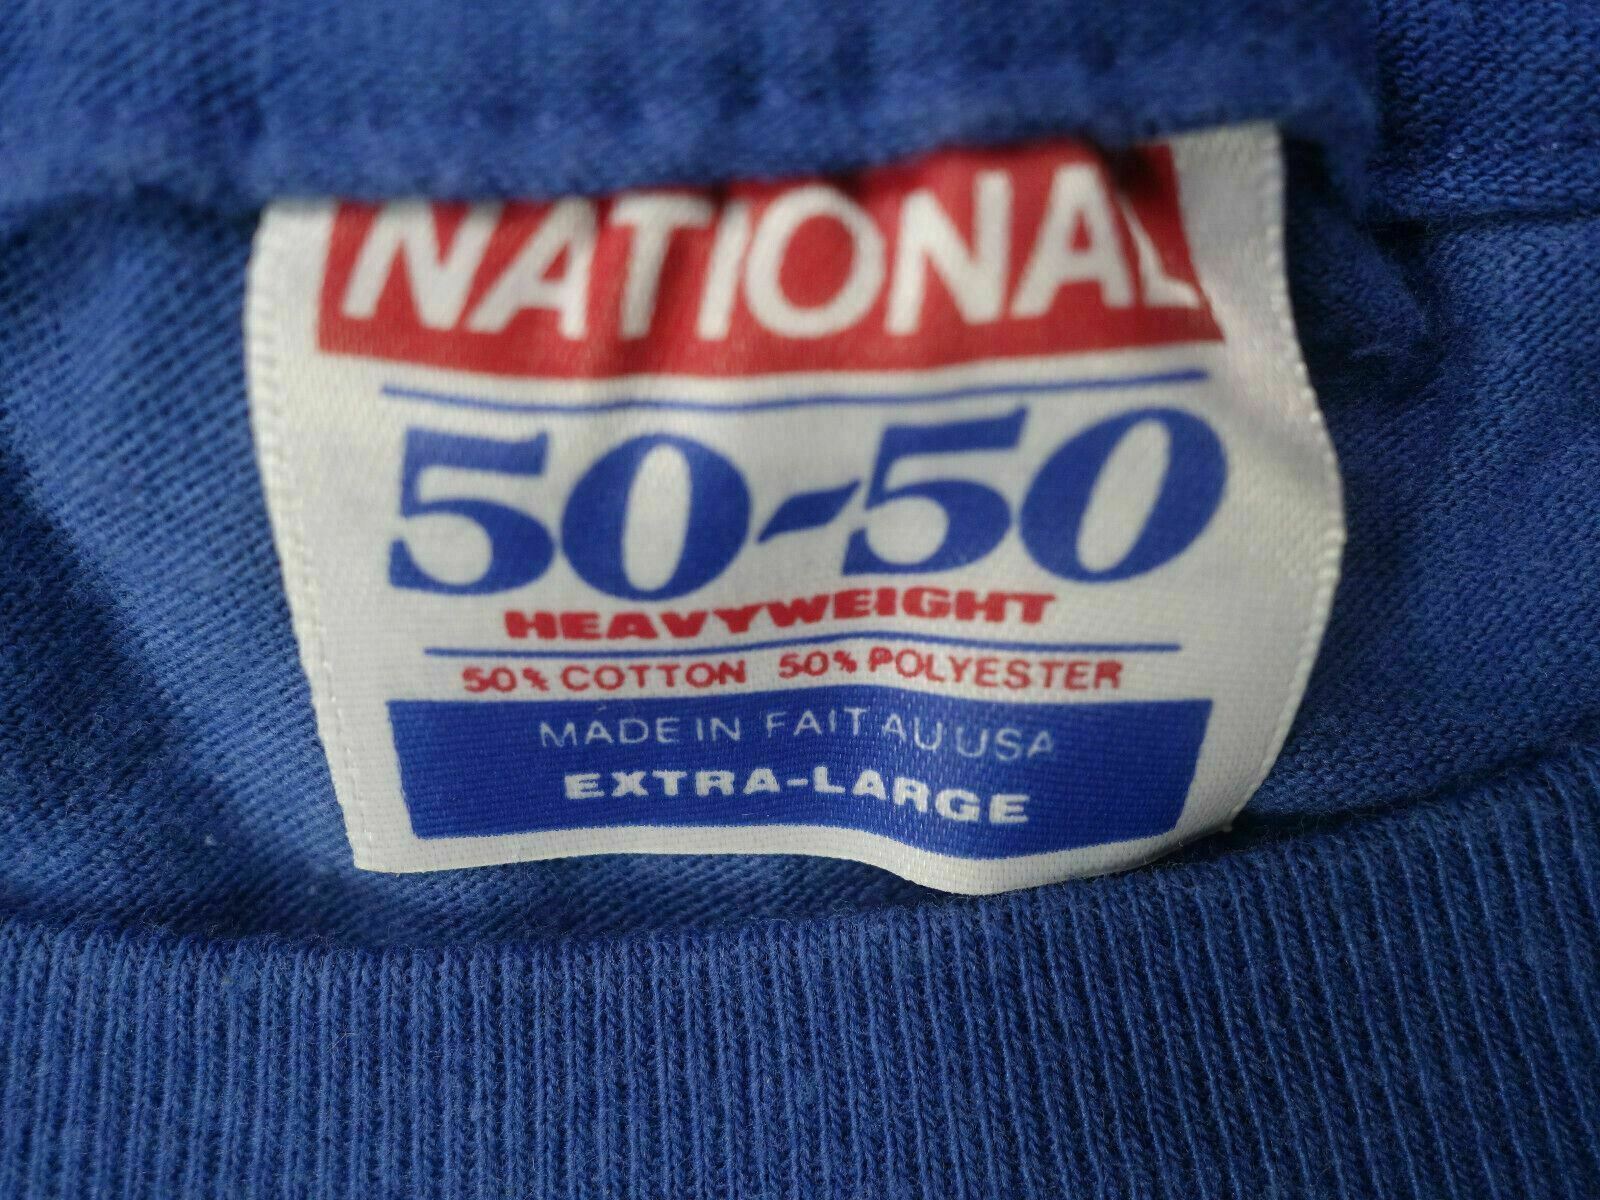 NATIONAL
50-50
HEAVYWEIGHT
50% COTTON 50% POLYESTER
MADE IN FAIT AU USA
EXTRA-LARGE